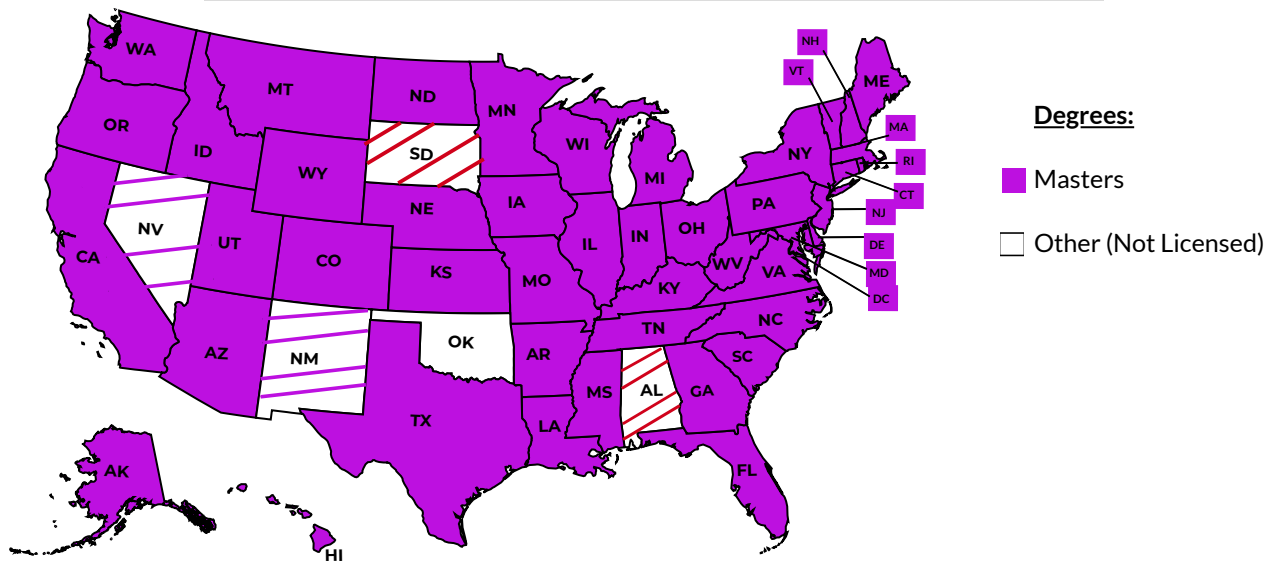 WA
OR
CA
NV
ID
MT
WY
UT
AZ
CO
NM
ND
SD
NE
KS
OK
TX
MN
IA
MO
AR
LA
WI
IL
MI
IN
OH
KY
TN
MS
AL
GA
FL
SC
NC
VA
WV
PA
NY
ME
NH
VT
MA
RI
CT
NJ
DE
MD
DC
AK
HI
Degrees:
Masters
Other (Not Licensed)